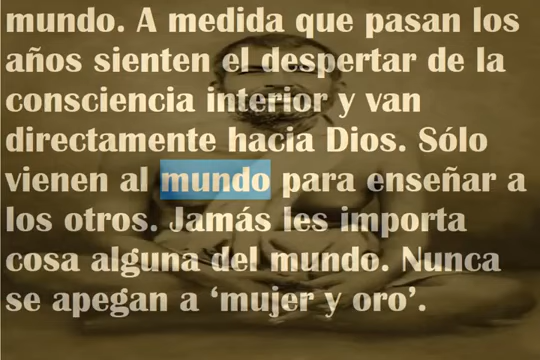 mundo. A medida que pasan los
años sienten el despertar de la
consciencia interior y van
directamente hacia Dios. Sólo
vienen al mundo para enseñar a
los otros. Jamás les importa
cosa alguna del mundo. Nunca
se apegan a ‘mujer y oro’.